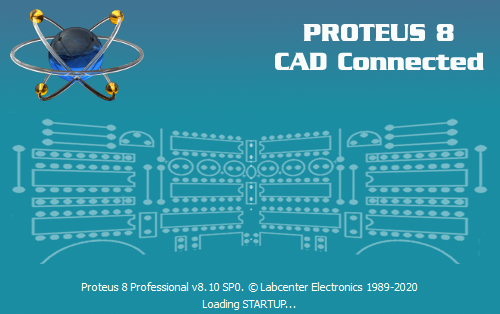 PROTEUS 8
CAD Connected
Proteus 8 Professional v8.10 SP0. © Labcenter Electronics 1989-2020
Loading STARTUP...